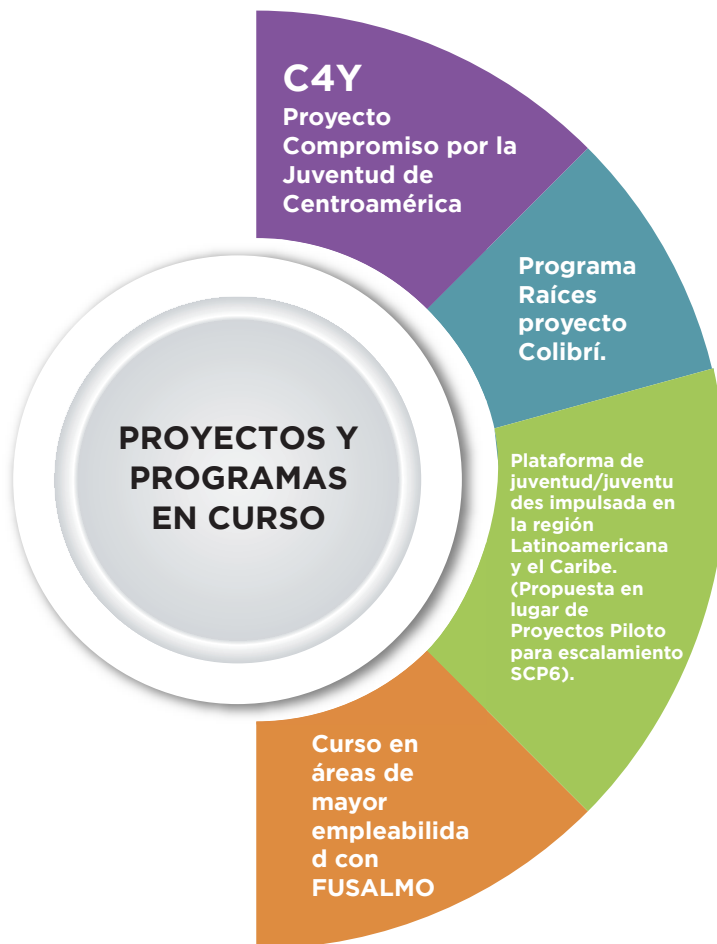 C4Y
Proyecto
Compromiso por la
Juventud de
Centroamérica
Programa
Raíces
proyecto
Colibrí.
PROYECTOS Y
PROGRAMAS
EN CURSO
Plataforma de
juventud/juventu
des impulsada en
la región
Latinoamericana
y el Caribe.
(Propuesta en
lugar de
Proyectos Piloto
para escalamiento
SCP6).
Curso en
áreas de
mayor
empleabilida
d con
FUSALMO